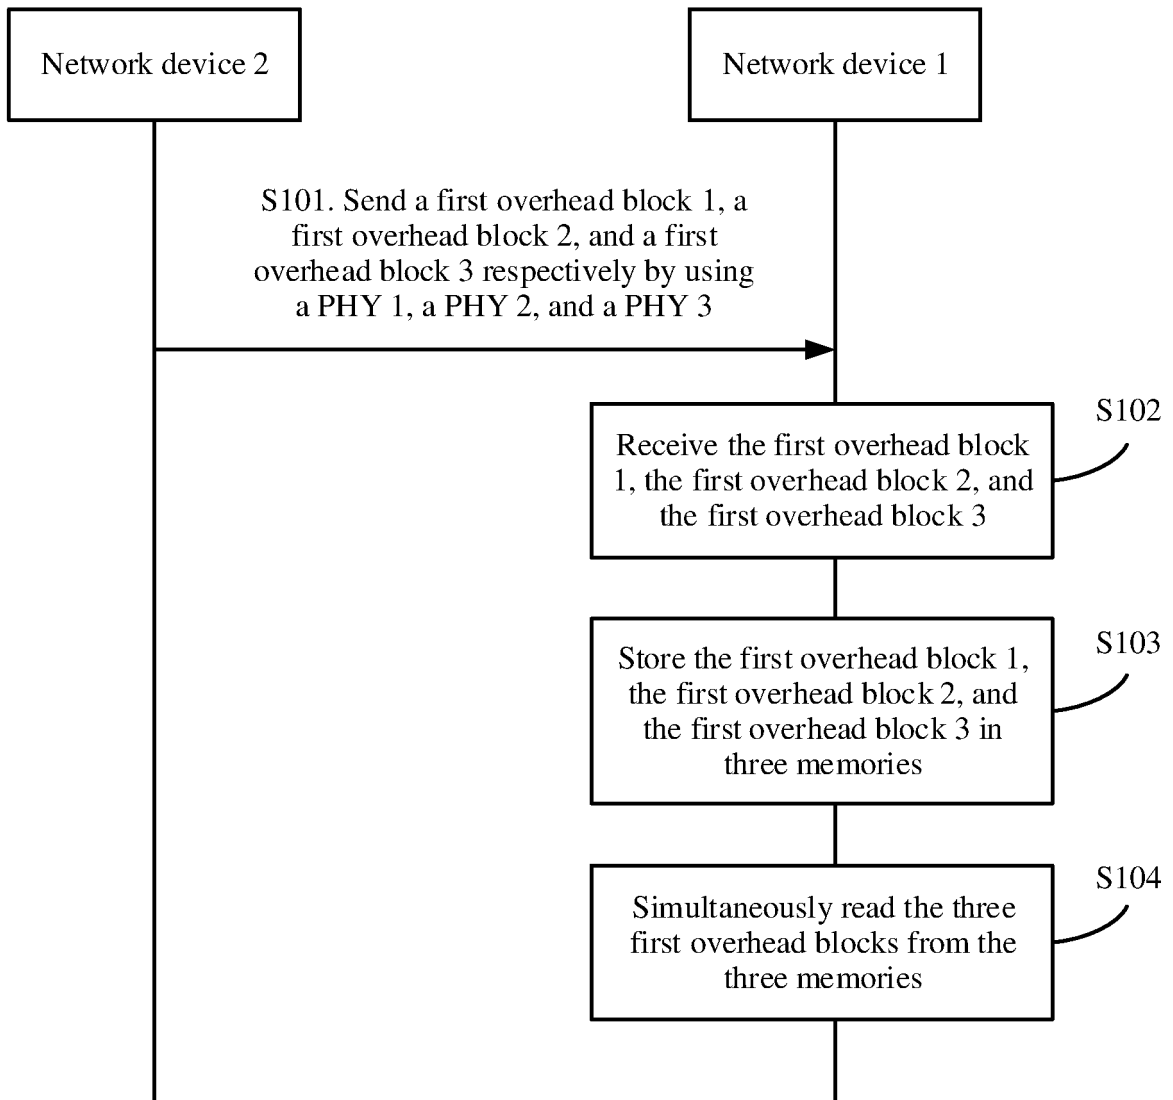 Network device 2
Network device 1
S101. Send a first overhead block 1, a
first overhead block 2, and a first
overhead block 3 respectively by using
a PHY 1, a PHY 2, and a PHY 3
S102
Receive the first overhead block
1, the first overhead block 2, and
the first overhead block 3
S103
Store the first overhead block 1,
the first overhead block 2, and
the first overhead block 3 in
three memories
S104
Simultaneously read the three
first overhead blocks from the
three memories